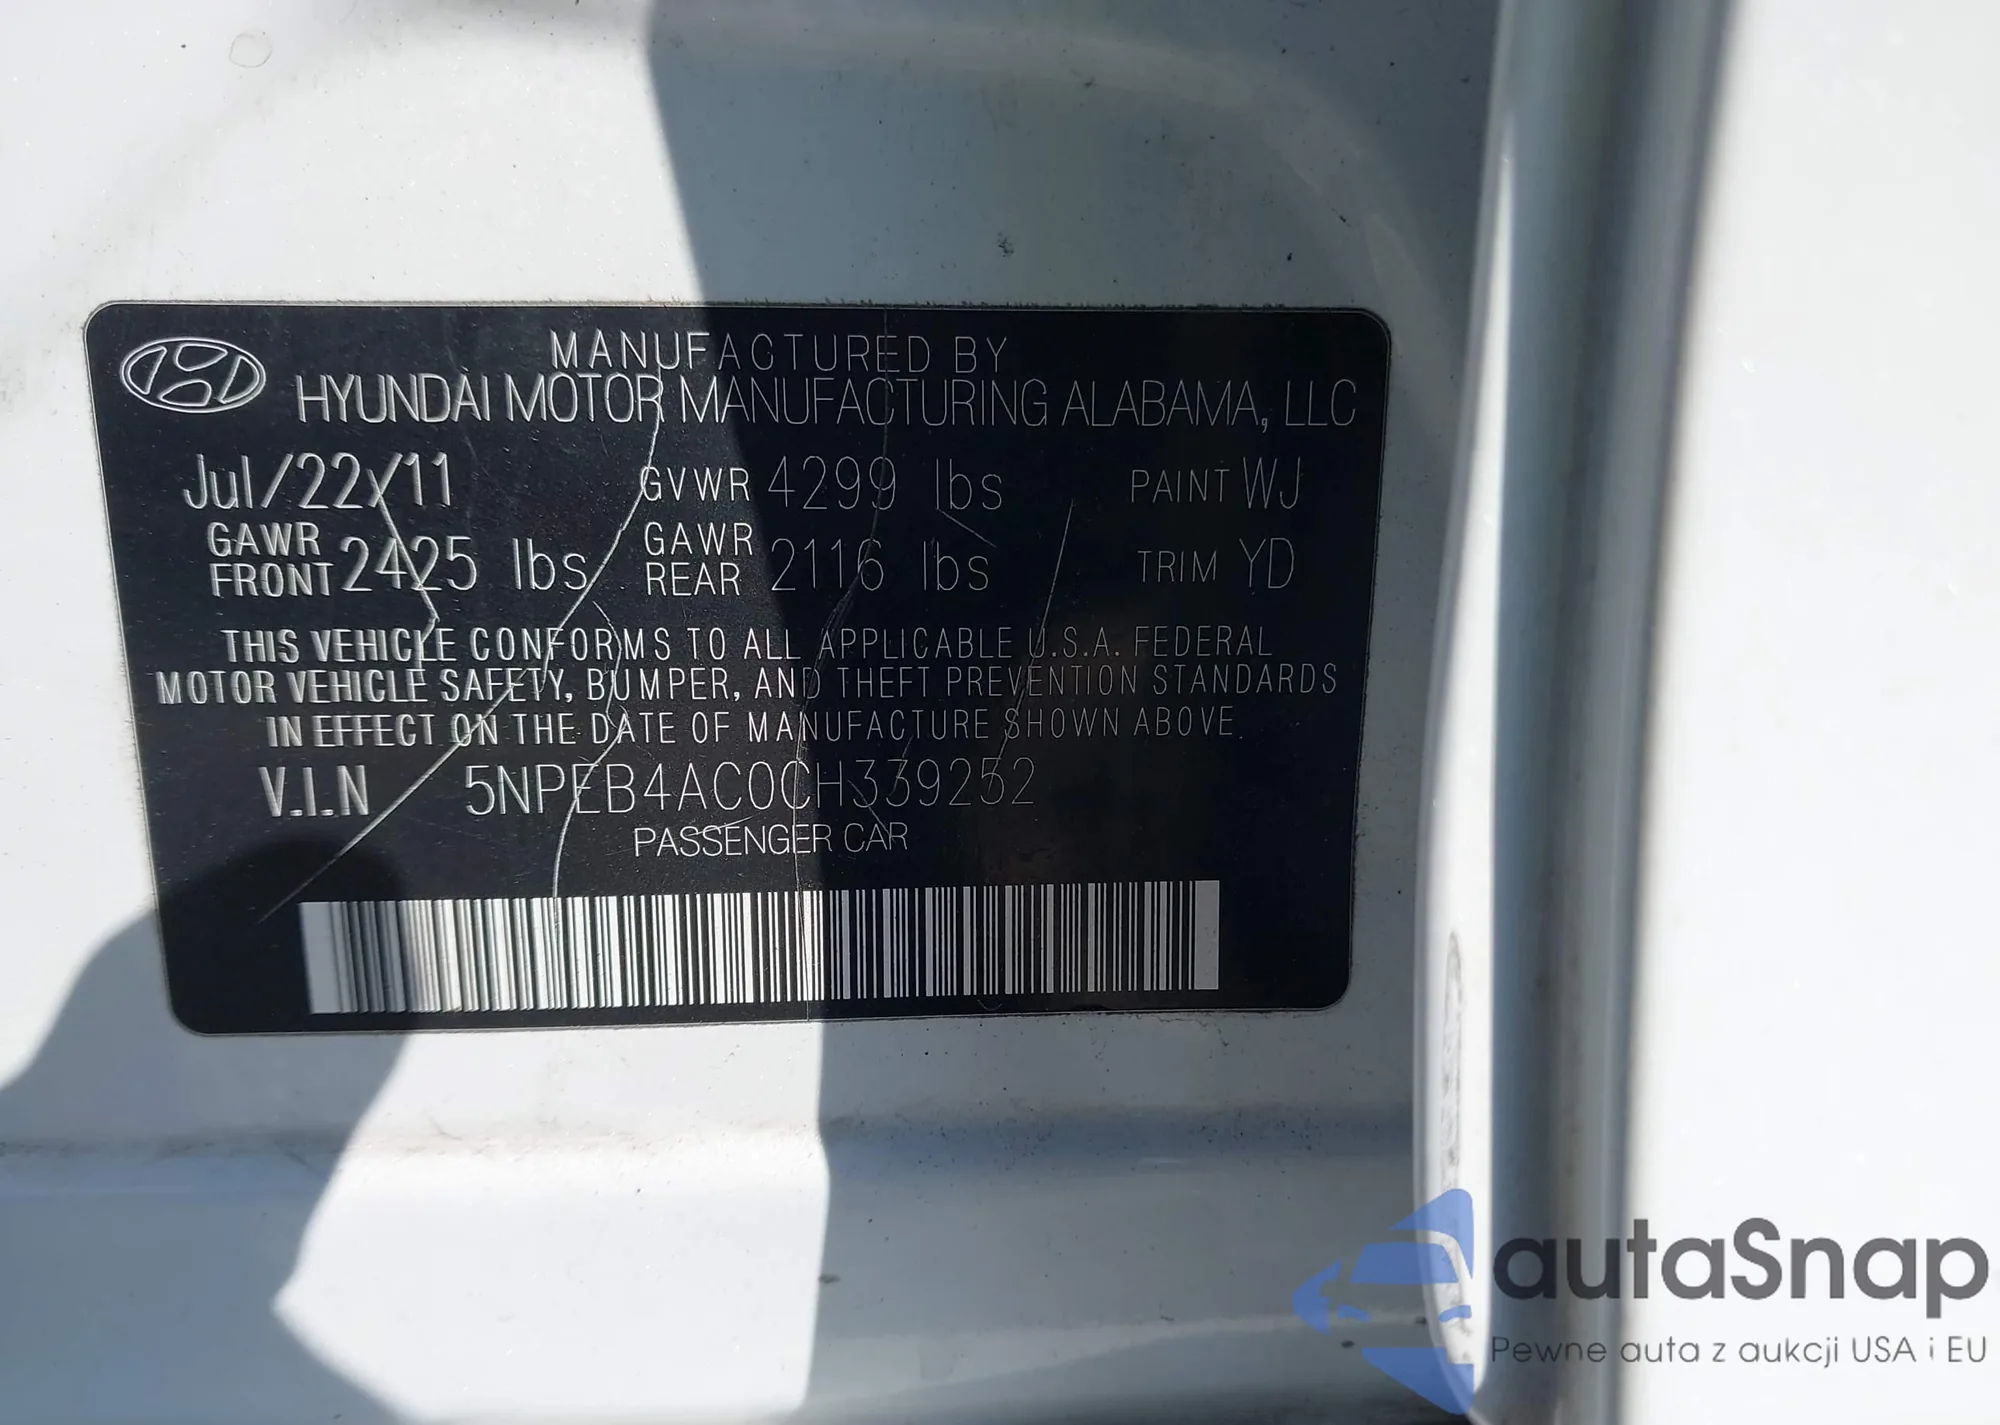 MANUFACTURED BY
HYUNDAI MOTOR MANUFACTURING ALABAMA, LLC
Jul/22/11 GVWR 4299 lbs PAINT WJ
GAWR FRONT 2425 lbs GAWR REAR 2116 lbs TRIM YD
THIS VEHICLE CONFORMS TO ALL APPLICABLE U.S.A. FEDERAL
MOTOR VEHICLE SAFETY, BUMPER, AND THEFT PREVENTION STANDARDS
IN EFFECT ON THE DATE OF MANUFACTURE SHOWN ABOVE.
V.I.N 5NPEB4AC0CH339252
PASSENGER CAR
autaSnap
Pewne auta z aukcji USA i EU